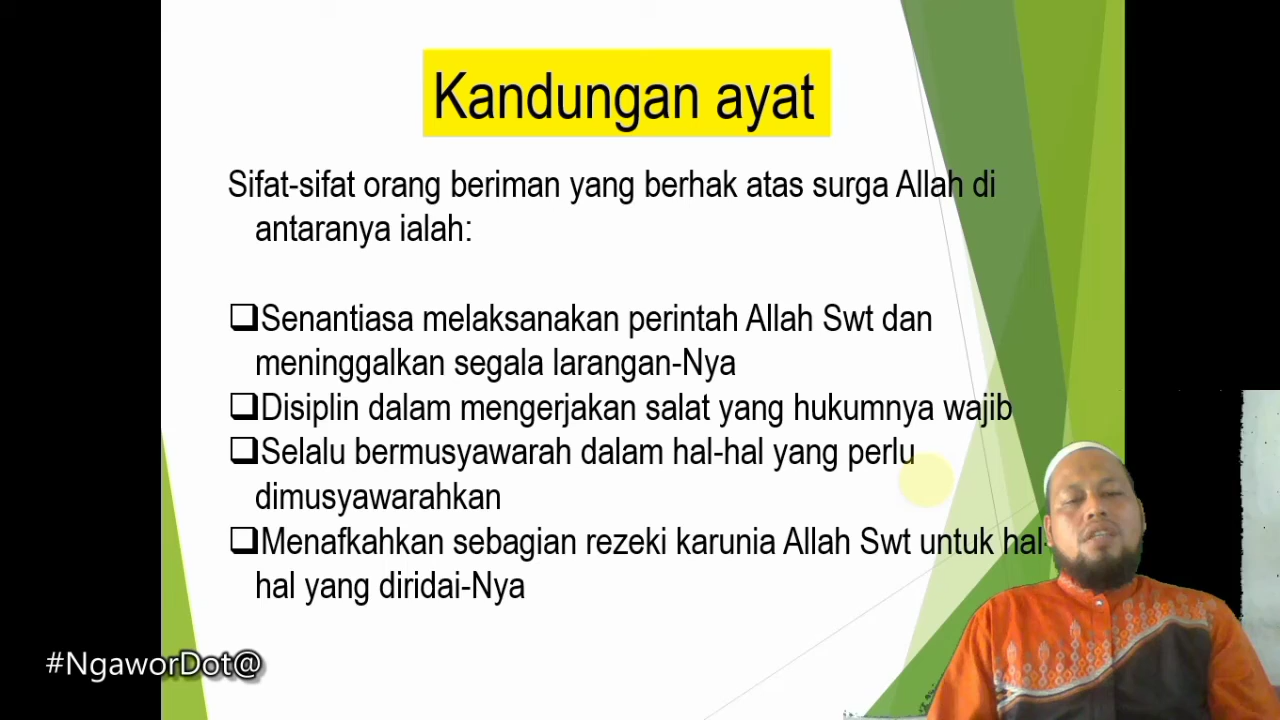 Kandungan ayat
Sifat-sifat orang beriman yang berhak atas surga Allah di
antaranya ialah:
❑Senantiasa melaksanakan perintah Allah Swt dan
meninggalkan segala larangan-Nya
❑Disiplin dalam mengerjakan salat yang hukumnya wajib
❑Selalu bermusyawarah dalam hal-hal yang perlu
dimusyawarahkan
❑Menafkahkan sebagian rezeki karunia Allah Swt untuk hal-
hal yang diridai-Nya
#NgaworDot@